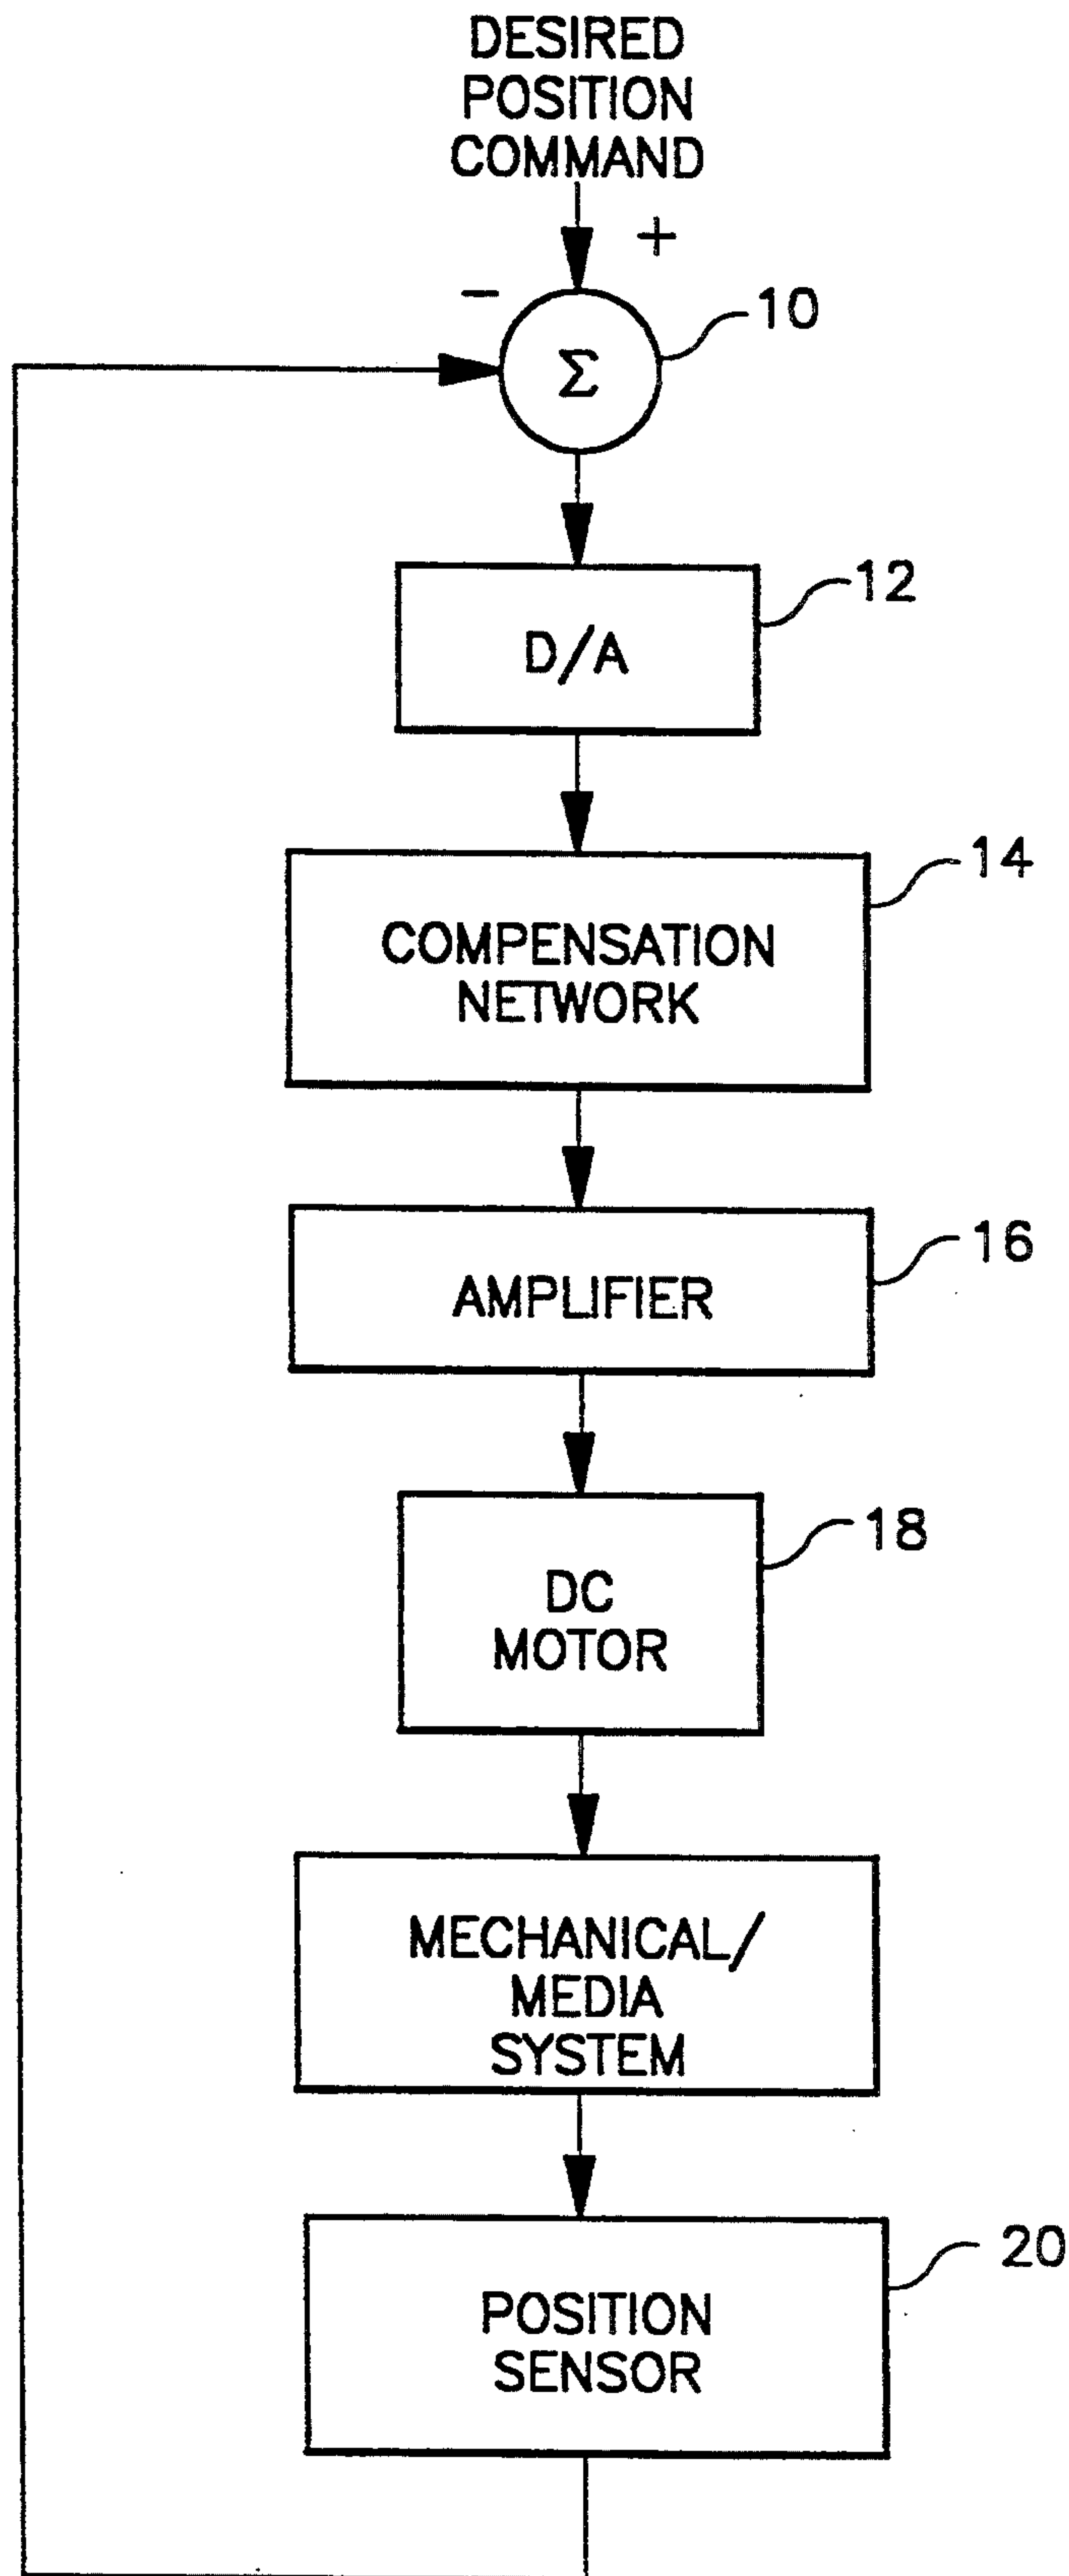 DESIRED
POSITION
COMMAND
+
−
10
Σ
12
D/A
14
COMPENSATION
NETWORK
16
AMPLIFIER
18
DC
MOTOR
MECHANICAL/
MEDIA
SYSTEM
20
POSITION
SENSOR